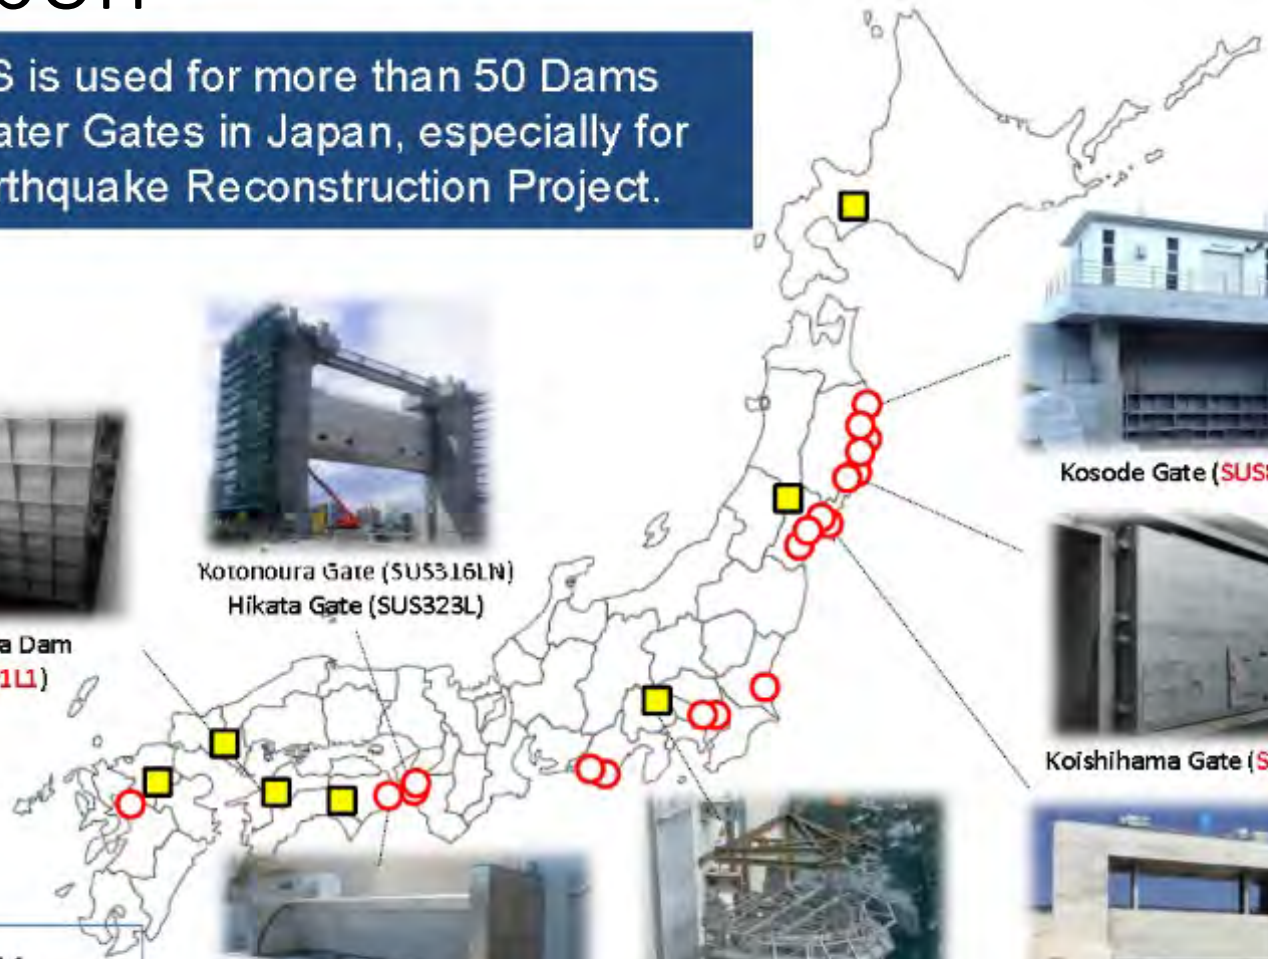 S is used for more than 50 Dams
ater Gates in Japan, especially for
rthquake Reconstruction Project.
Kotonoura Gate (SUS316LN)
Hikata Gate (SUS323L)
a Dam
1L1)
Kosode Gate (SUS
Koishihama Gate (S